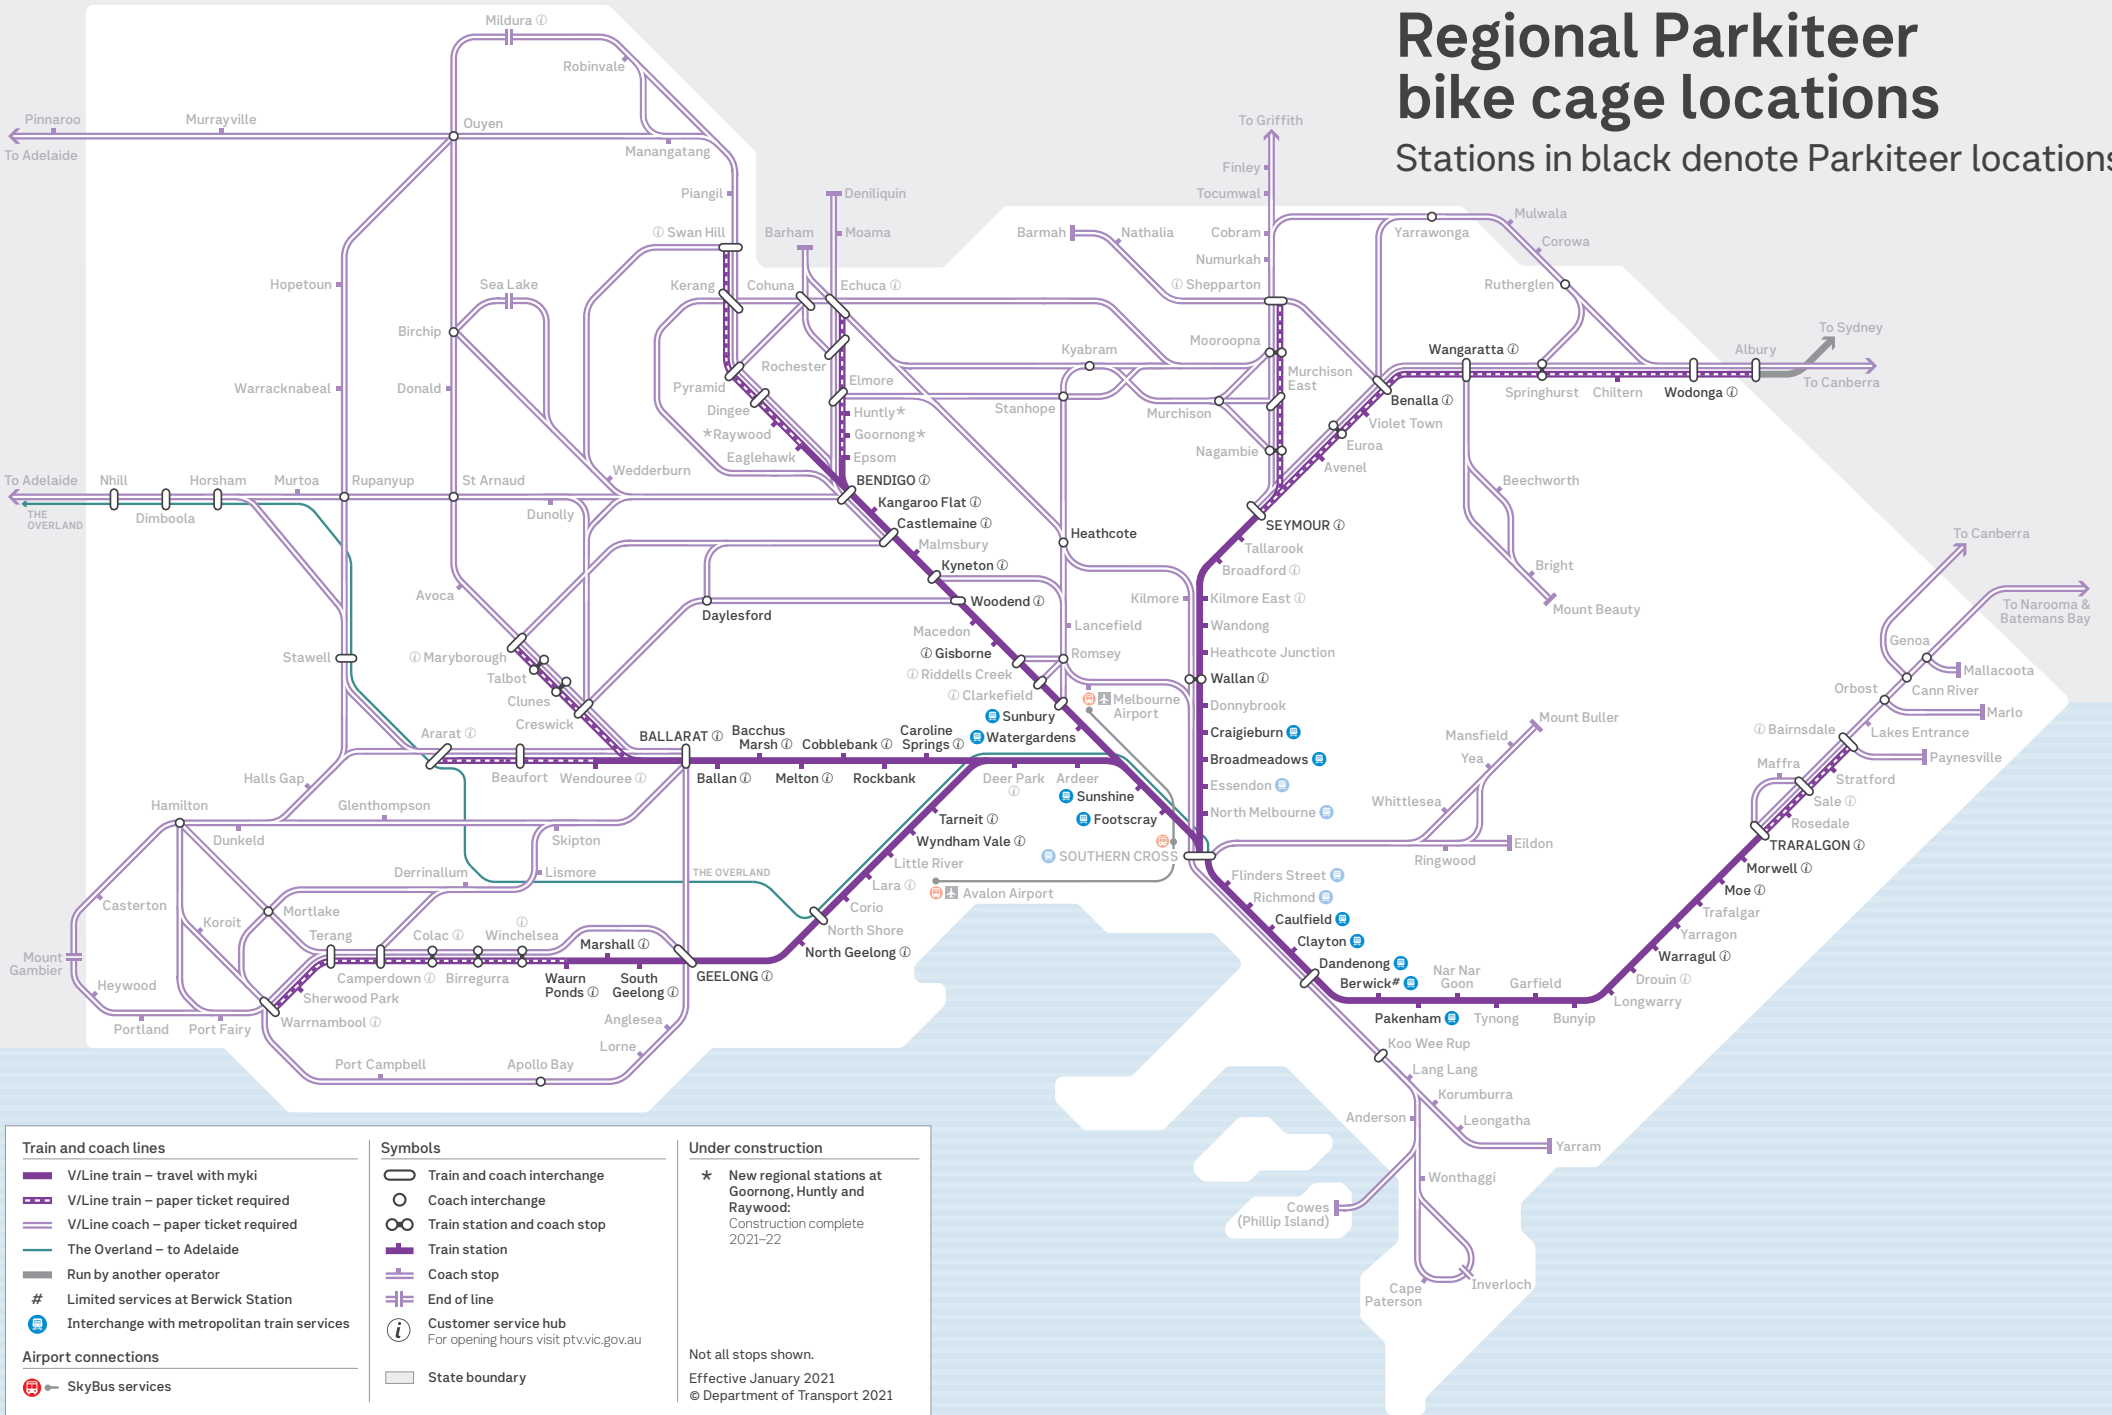 Regional Parkiteer
bike cage locations
Stations in black denote Parkiteer locations
Mildura
Robinvale
Pinnaroo
Murrayville
Ouyen
To Adelaide
Manangatang
Piangil
Deniliquin
Swan Hill
Barham
Moama
Hopetoun
Sea Lake
Kerang
Cohuna
Echuca
Birchip
Rochester
Warracknabeal
Donald
Pyramid
Elmore
Dingee
Huntly*
*Raywood
Goornong*
Eaglehawk
Epsom
To Griffith
Finley
Tocumwal
Barmah
Nathalia
Cobram
Numurkah
Shepparton
Yarrawonga
Mulwala
Corowa
Rutherglen
Mooroopna
Kyabram
Murchison
East
Stanhope
Murchison
Nagambie
Wangaratta
Springhurst
Chiltern
Wodonga
Albury
To Sydney
To Canberra
Benalla
Violet Town
Euroa
Avenel
Beechworth
Bright
Mount Beauty
To Adelaide
Nhill
Horsham
Murtoa
Rupanyup
St Arnaud
Wedderburn
THE
OVERLAND
Dimboola
Dunolly
BENDIGO
Kangaroo Flat
Castlemaine
Malmsbury
Kyneton
Woodend
Macedon
Gisborne
Riddells Creek
Clarkefield
Sunbury
Watergardens
Heathcote
Kilmore
Lancefield
Romsey
Melbourne
Airport
SEYMOUR
Tallarook
Broadford
Kilmore East
Wandong
Heathcote Junction
Wallan
Donnybrook
Craigieburn
Broadmeadows
Essendon
North Melbourne
Avoca
Daylesford
Stawell
Maryborough
Talbot
Clunes
Creswick
Ararat
Beaufort
Wendouree
BALLARAT
Bacchus
Marsh
Cobblebank
Caroline
Springs
Ballan
Melton
Rockbank
Deer Park
Ardeer
Sunshine
Footscray
SOUTHERN CROSS
Tarneit
Wyndham Vale
Little River
Lara
Avalon Airport
Corio
North Shore
North Geelong
THE OVERLAND
Halls Gap
Hamilton
Glenthompson
Dunkeld
Skipton
Derrinallum
Lismore
Casterton
Koroit
Mortlake
Terang
Colac
Winchelsea
Marshall
Mount
Gambier
Camperdown
Birregurra
Waurn
Ponds
South
Geelong
GEELONG
Heywood
Sherwood Park
Portland
Port Fairy
Warrnambool
Anglesea
Lorne
Port Campbell
Apollo Bay
Mount Buller
Mansfield
Yea
Whittlesea
Ringwood
Eildon
Flinders Street
Richmond
Caulfield
Clayton
Dandenong
Berwick#
Nar Nar
Goon
Garfield
Pakenham
Tynong
Bunyip
Longwarry
Drouin
Warragul
Yarragon
Trafalgar
Moe
Morwell
TRARALGON
Rosedale
Sale
Maffra
Stratford
Bairnsdale
Paynesville
Lakes Entrance
Orbost
Marlo
Cann River
Genoa
Mallacoota
To Canberra
To Narooma &
Batemans Bay
Koo Wee Rup
Lang Lang
Korumburra
Anderson
Leongatha
Yarram
Wonthaggi
Cowes
(Phillip Island)
Cape
Paterson
Inverloch
Train and coach lines
V/Line train – travel with myki
V/Line train – paper ticket required
V/Line coach – paper ticket required
The Overland – to Adelaide
Run by another operator
# Limited services at Berwick Station
Interchange with metropolitan train services
Airport connections
SkyBus services
Symbols
Train and coach interchange
Coach interchange
Train station and coach stop
Train station
Coach stop
End of line
Customer service hub
For opening hours visit ptv.vic.gov.au
State boundary
Under construction
* New regional stations at
Goornong, Huntly and
Raywood:
Construction complete
2021–22
Not all stops shown.
Effective January 2021
© Department of Transport 2021